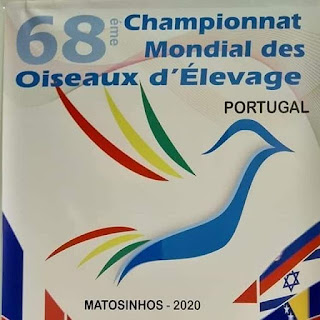 68ème Championnat
Mondial des
Oiseaux d'Élevage
PORTUGAL
MATOSINHOS - 2020